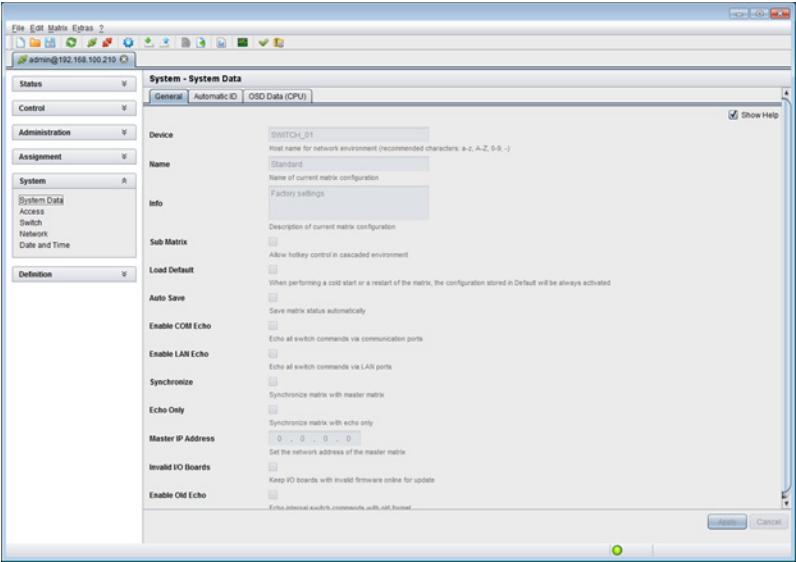 File Edit Matrix Extras ?
admin@192.168.100.210
Status
Control
Administration
Assignment
System
System Data
Access
Switch
Network
Date and Time
Definition
System - System Data
General Automatic ID OSD Data (CPU)
Show Help
Device SWITCH_01
Host name for network environment (recommended characters: a-z, A-Z, 0-9, -)
Name Standard
Name of current matrix configuration
Info Factory settings
Description of current matrix configuration
Sub Matrix
Allow hotkey control in cascaded environment
Load Default
When performing a cold start or a restart of the matrix, the configuration stored in Default will be always activated
Auto Save
Save matrix status automatically
Enable COM Echo
Echo all switch commands via communication ports
Enable LAN Echo
Echo all switch commands via LAN ports
Synchronize
Synchronize matrix with master matrix
Echo Only
Synchronize matrix with echo only
Master IP Address 0 . 0 . 0 . 0
Set the network address of the master matrix
Invalid I/O Boards
Keep I/O boards with invalid firmware online for update
Enable Old Echo
Echo internal switch commands with old format
Apply Cancel